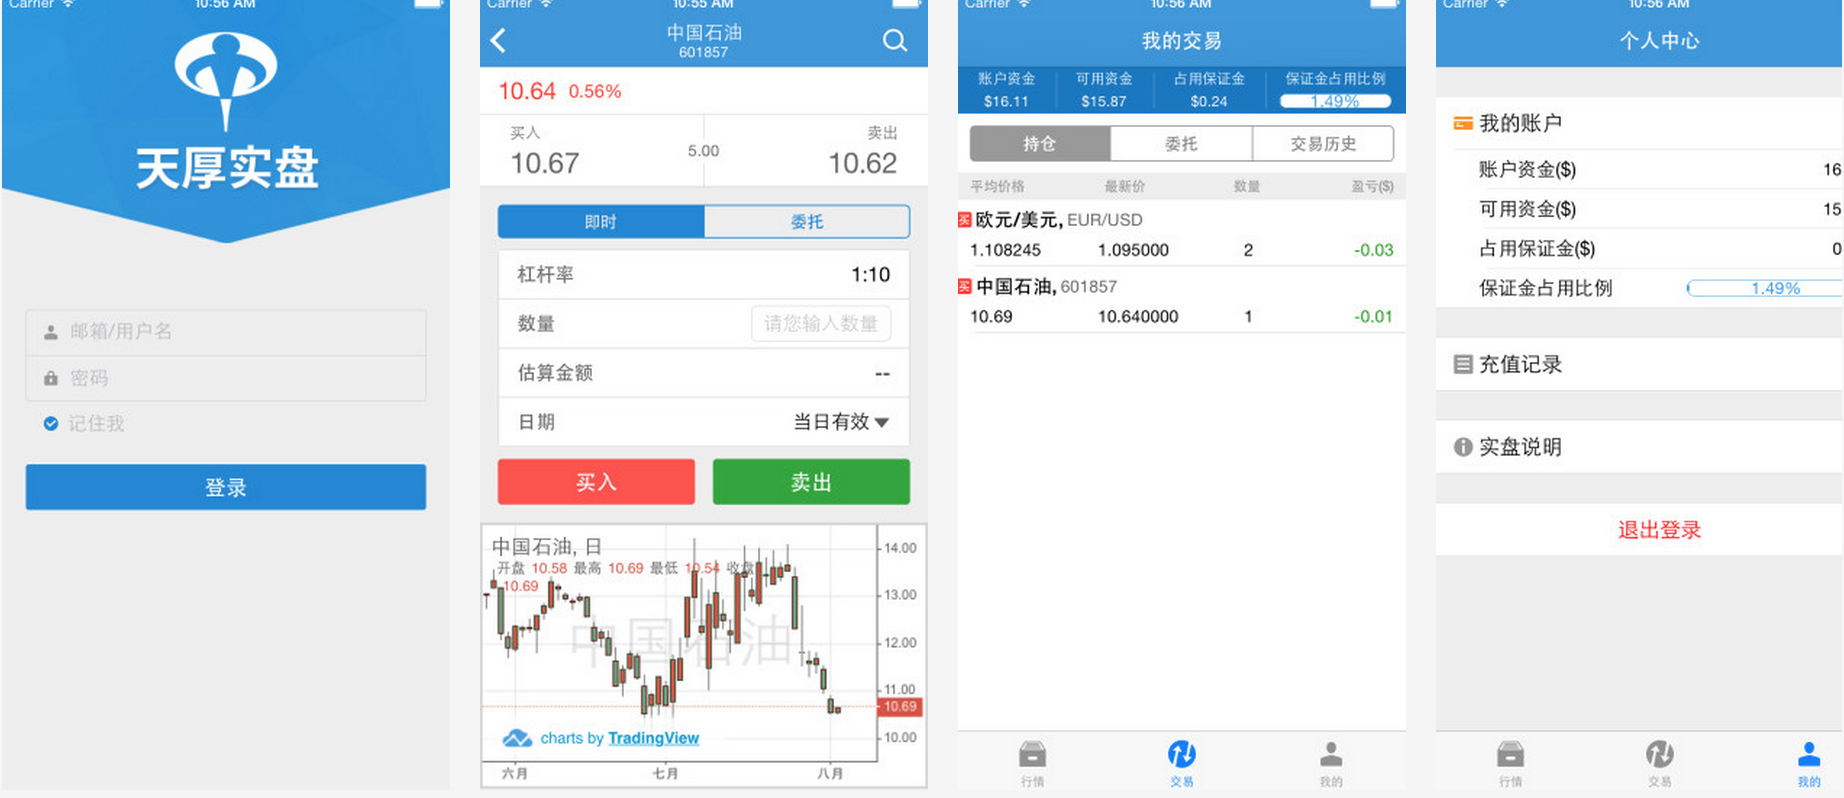 Carrier 10:56 AM
天厚实盘
邮箱/用户名
密码
记住我
登录
Carrier 10:55 AM
中国石油
601857
10.64 0.56%
买入 卖出
10.67 5.00 10.62
即时 委托
杠杆率 1:10
数量 请您输入数量
估算金额 --
日期 当日有效
买入 卖出
中国石油, 日
开盘 10.58 最高 10.69 最低 10.54 收盘
10.69
中国石油
14.00
13.00
12.00
11.00
10.69
10.00
charts by TradingView
六月 七月 八月
Carrier 10:56 AM
我的交易
账户资金 可用资金 占用保证金 保证金占用比例
$16.11 $15.87 $0.24 1.49%
持仓 委托 交易历史
平均价格 最新价 数量 盈亏($)
买 欧元/美元, EUR/USD
1.108245 1.095000 2 -0.03
买 中国石油, 601857
10.69 10.640000 1 -0.01
行情 交易 我的
Carrier 10:56 AM
个人中心
我的账户
账户资金($) 16
可用资金($) 15
占用保证金($) 0
保证金占用比例 1.49%
充值记录
实盘说明
退出登录
行情 交易 我的